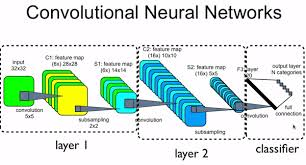 Convolutional Neural Networks
C1: feature map
(6x) 28x28
input
32x32
S1: feature map
(6x) 14x14
C2: feature map
(16x) 10x10
S2: feature map
(16x) 5x5
output layer
N categories
convolution
5x5
subsampling
2x2
convolution
subsampling
full
connection
layer 1
layer 2
classifier